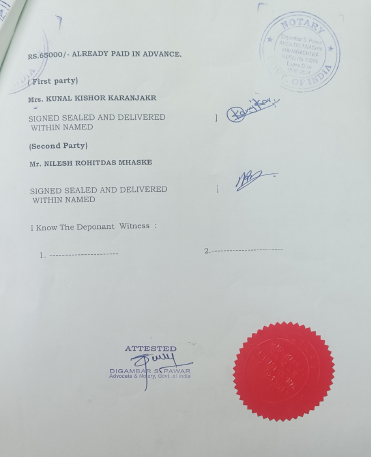 NOTARY
RS.65000/- ALREADY PAID IN ADVANCE.
( First party)
Mrs. KUNAL KISHOR KARANJAKR
SIGNED SEALED AND DELIVERED ]
WITHIN NAMED
(Second Party)
Mr. NILESH ROHITDAS MHASKE
SIGNED SEALED AND DELIVERED ]
WITHIN NAMED
I Know The Deponant Witness :
1. ----------------------- 2. -----------------------
ATTESTED
DIGAMBAR S. PAWAR
Advocate & Notary, Govt. of India